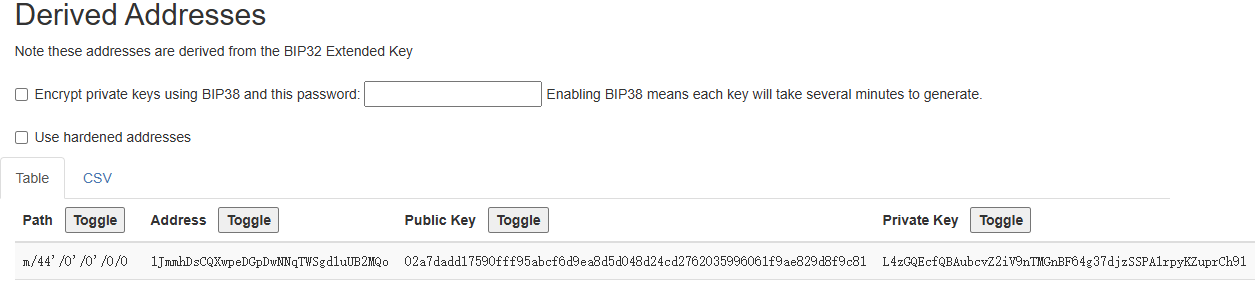 Derived Addresses
Note these addresses are derived from the BIP32 Extended Key
Encrypt private keys using BIP38 and this password: Enabling BIP38 means each key will take several minutes to generate.
Use hardened addresses
Table CSV
Path Toggle Address Toggle Public Key Toggle Private Key Toggle
m/44'/0'/0'/0/0 1JmmhDsCQXwpeDGpDwNNqTWSgd1uUB2MQo 02a7dadd17590fff95abcf6d9ea8d5d048d24cd2762035996061f9ae829d8f9c81 L4zGQEcfQBAubcvZ2iV9nTMGnBF64g37djzSSPA1rpyKZuprCh91